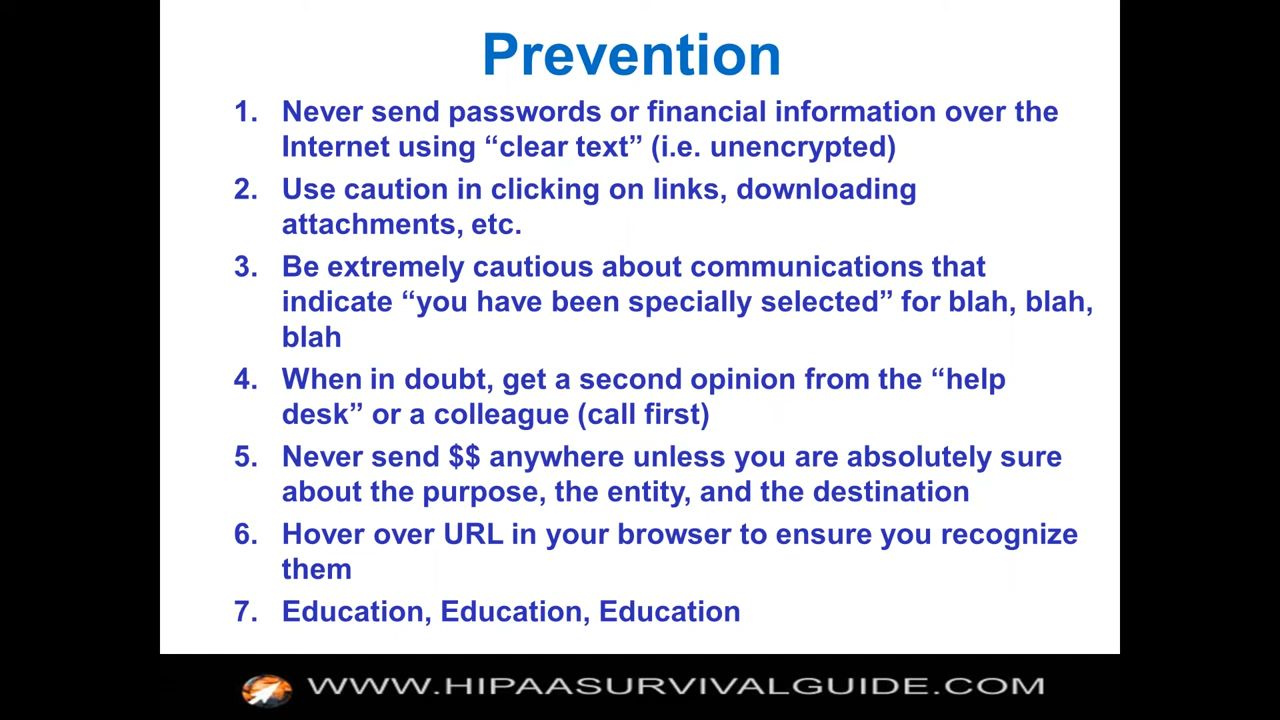 Prevention
1. Never send passwords or financial information over the
Internet using “clear text” (i.e. unencrypted)
2. Use caution in clicking on links, downloading
attachments, etc.
3. Be extremely cautious about communications that
indicate “you have been specially selected” for blah, blah,
blah
4. When in doubt, get a second opinion from the “help
desk” or a colleague (call first)
5. Never send $$ anywhere unless you are absolutely sure
about the purpose, the entity, and the destination
6. Hover over URL in your browser to ensure you recognize
them
7. Education, Education, Education
WWW.HIPAASURVIVALGUIDE.COM